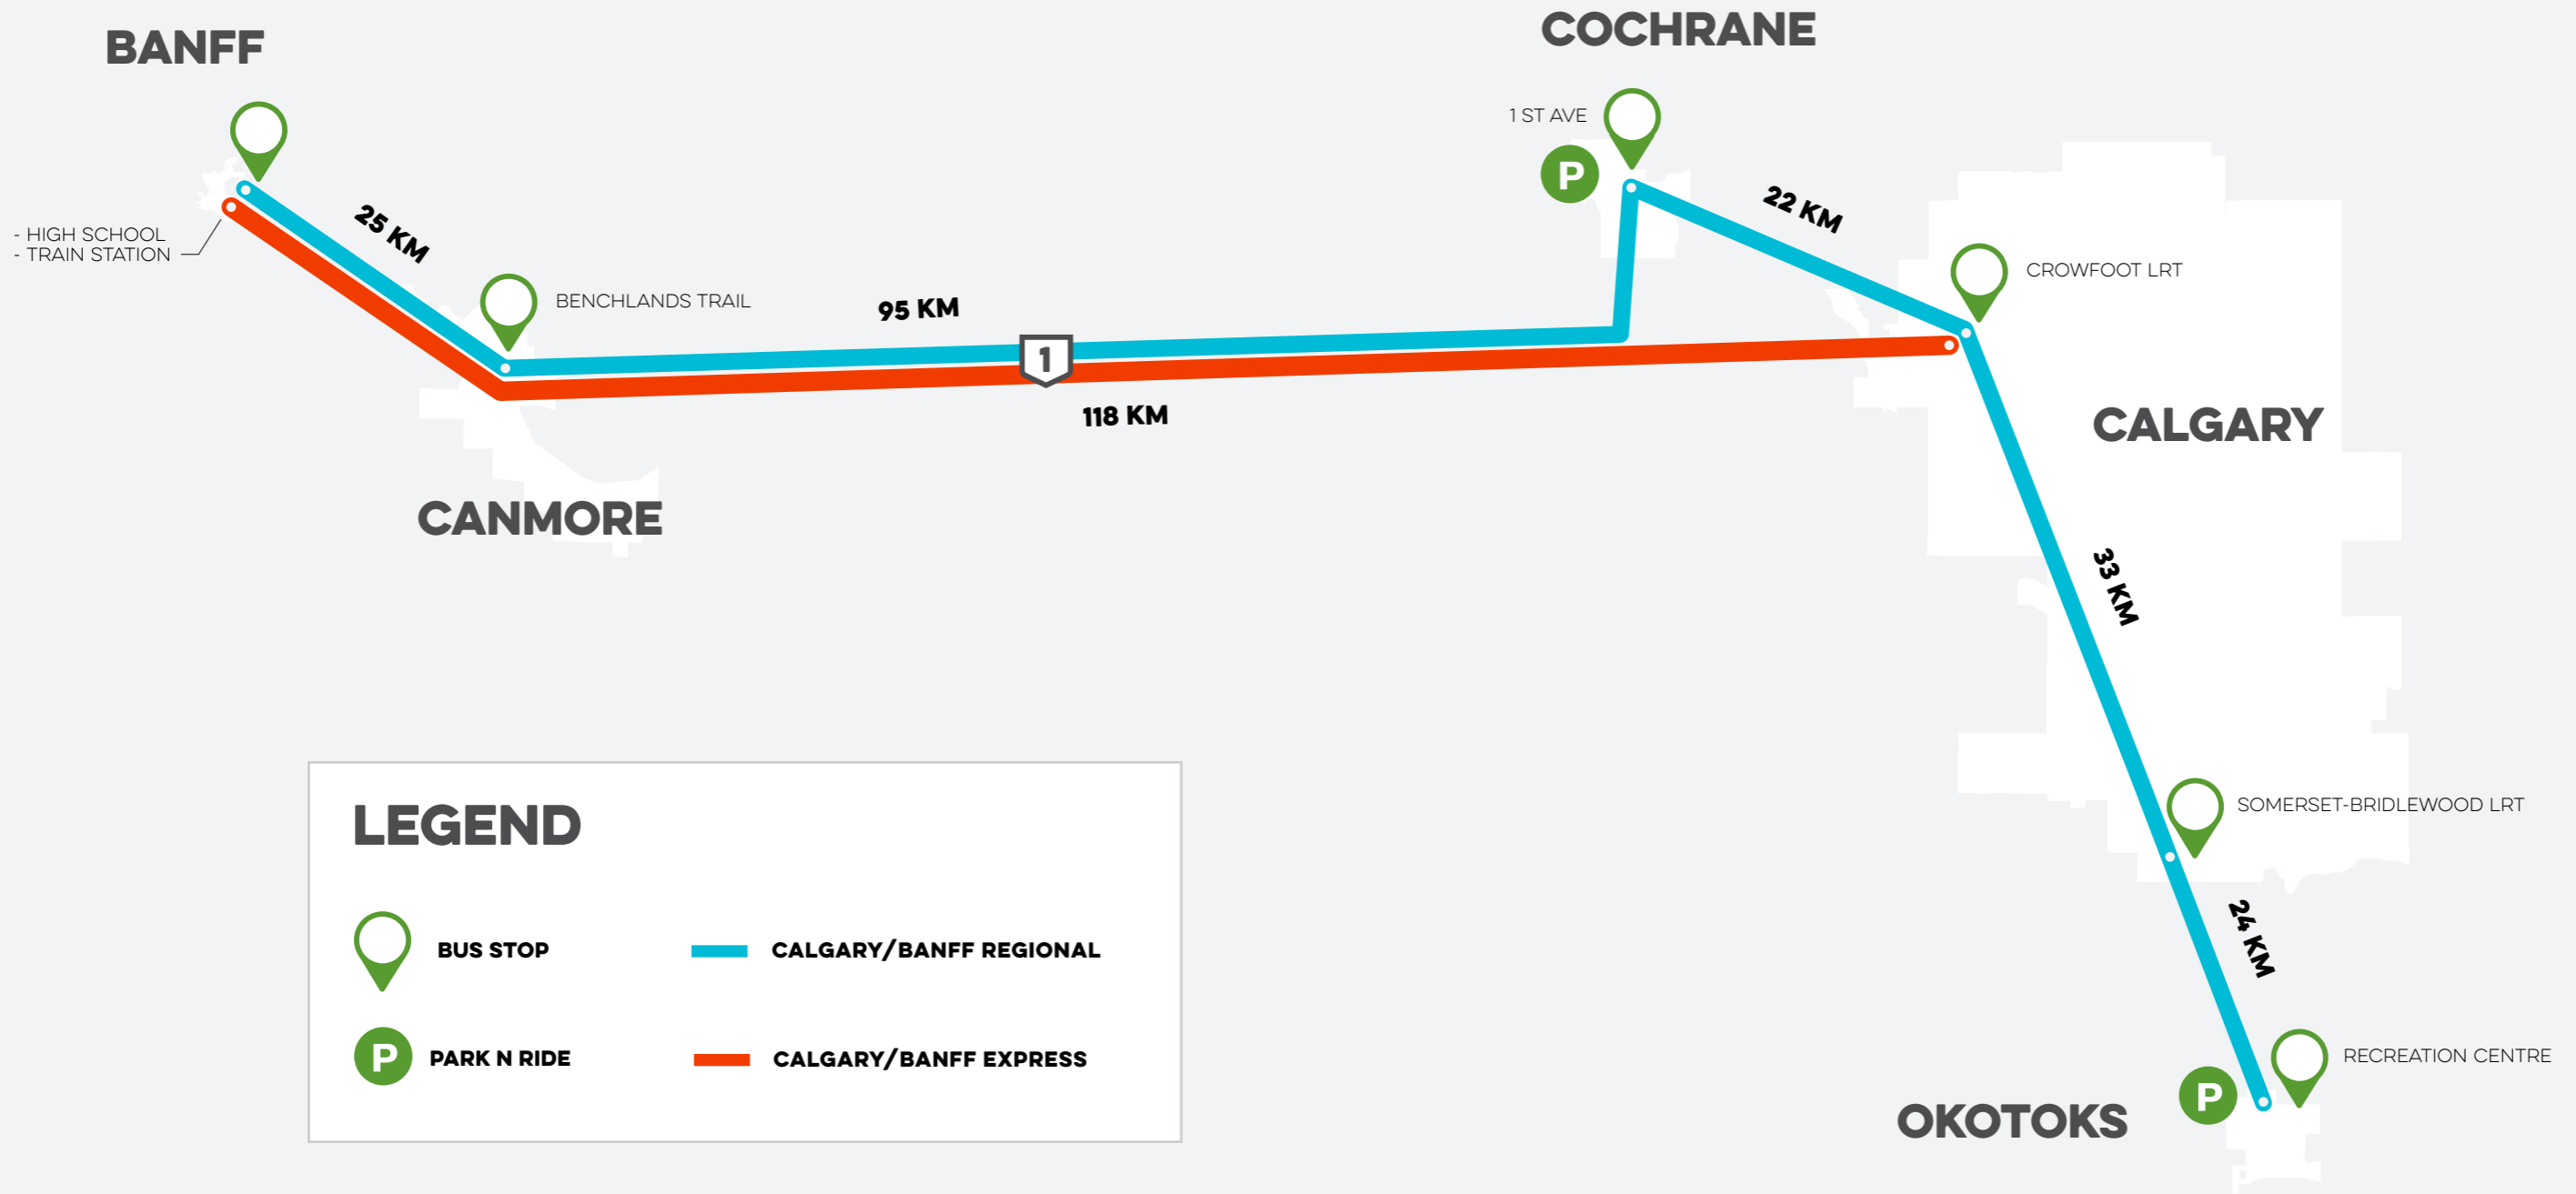 BANFF
COCHRANE
1 ST AVE
P
22 KM
25 KM
- HIGH SCHOOL
- TRAIN STATION
CROWFOOT LRT
BENCHLANDS TRAIL
95 KM
1
118 KM
CALGARY
CANMORE
33 KM
SOMERSET-BRIDLEWOOD LRT
24 KM
RECREATION CENTRE
P
OKOTOKS
LEGEND
BUS STOP
CALGARY/BANFF REGIONAL
P
PARK N RIDE
CALGARY/BANFF EXPRESS